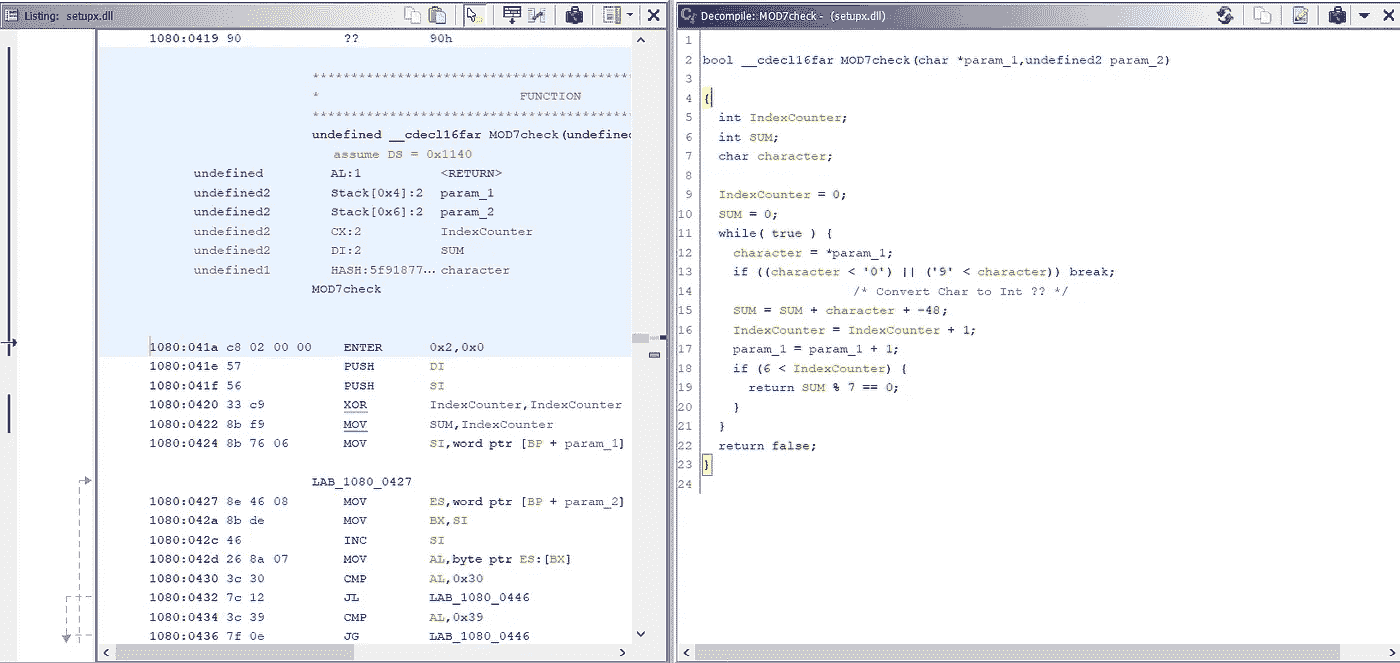 Listing: setupx.dll
1080:0419 90 ?? 90h
*********************************
* FUNCTION
*********************************
undefined __cdecl16far MOD7check(undefine
assume DS = 0x1140
undefined AL:1 <RETURN>
undefined2 Stack[0x4]:2 param_1
undefined2 Stack[0x6]:2 param_2
undefined2 CX:2 IndexCounter
undefined2 DI:2 SUM
undefined1 HASH:5f91877... character
MOD7check
1080:041a c8 02 00 00 ENTER 0x2,0x0
1080:041e 57 PUSH DI
1080:041f 56 PUSH SI
1080:0420 33 c9 XOR IndexCounter,IndexCounter
1080:0422 8b f9 MOV SUM,IndexCounter
1080:0424 8b 76 06 MOV SI,word ptr [BP + param_1]
LAB_1080_0427
1080:0427 8e 46 08 MOV ES,word ptr [BP + param_2]
1080:042a 8b de MOV BX,SI
1080:042c 46 INC SI
1080:042d 26 8a 07 MOV AL,byte ptr ES:[BX]
1080:0430 3c 30 CMP AL,0x30
1080:0432 7c 12 JL LAB_1080_0446
1080:0434 3c 39 CMP AL,0x39
1080:0436 7f 0e JG LAB_1080_0446
Decompile: MOD7check - (setupx.dll)
1
2 bool __cdecl16far MOD7check(char *param_1,undefined2 param_2)
3
4 {
5 int IndexCounter;
6 int SUM;
7 char character;
8
9 IndexCounter = 0;
10 SUM = 0;
11 while( true ) {
12 character = *param_1;
13 if ((character < '0') || ('9' < character)) break;
14 /* Convert Char to Int ?? */
15 SUM = SUM + character + -48;
16 IndexCounter = IndexCounter + 1;
17 param_1 = param_1 + 1;
18 if (6 < IndexCounter) {
19 return SUM % 7 == 0;
20 }
21 }
22 return false;
23 }
24